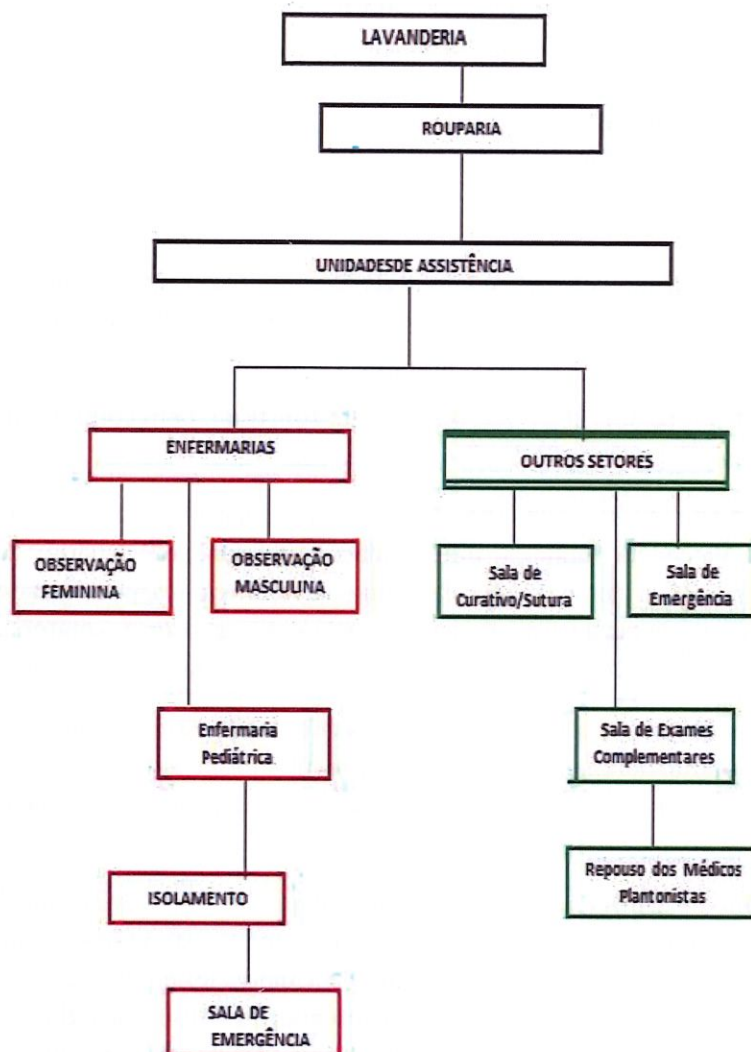 LAVANDERIA
ROUPARIA
UNIDADESDE ASSISTÊNCIA
ENFERMARIAS
OUTROS SETORES
OBSERVAÇÃO
FEMININA
OBSERVAÇÃO
MASCULINA
Sala de
Curativo/Sutura
Sala de
Emergência
Enfermaria
Pediátrica
Sala de Exames
Complementares
ISOLAMENTO
Repouso dos Médicos
Plantonistas
SALA DE
EMERGÊNCIA